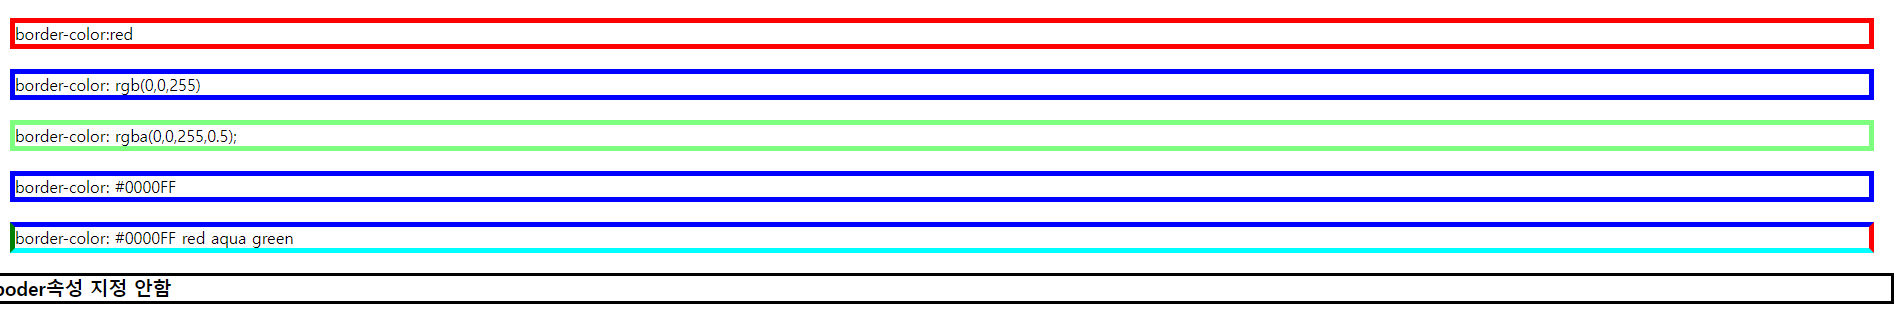 border-color:red
border-color: rgb(0,0,255)
border-color: rgba(0,0,255,0.5);
border-color: #0000FF
border-color: #0000FF red aqua green
boder속성 지정 안함